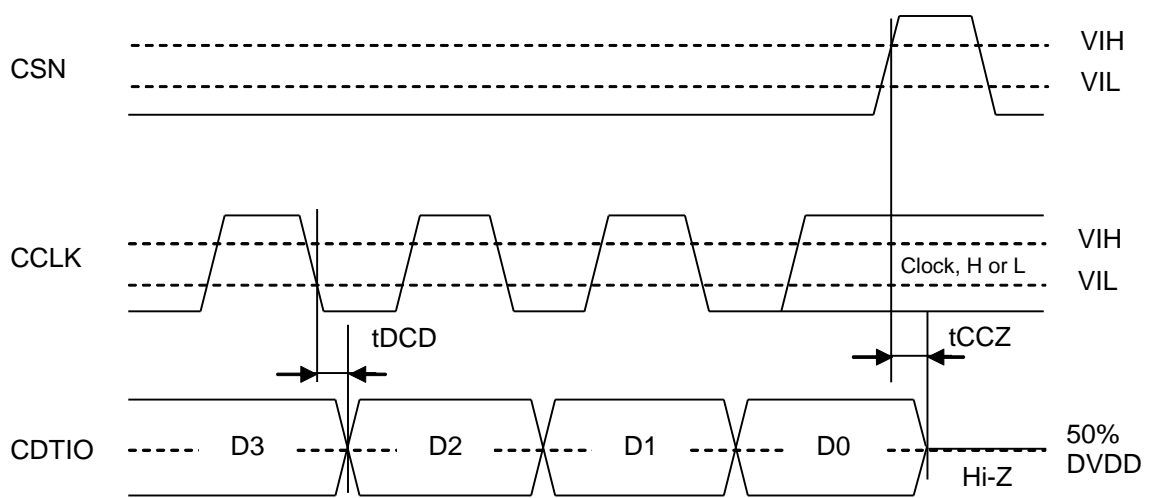 CSN
VIH
VIL
CCLK
VIH
Clock, H or L
VIL
tDCD
tCCZ
CDTIO
D3
D2
D1
D0
Hi-Z
50%
DVDD